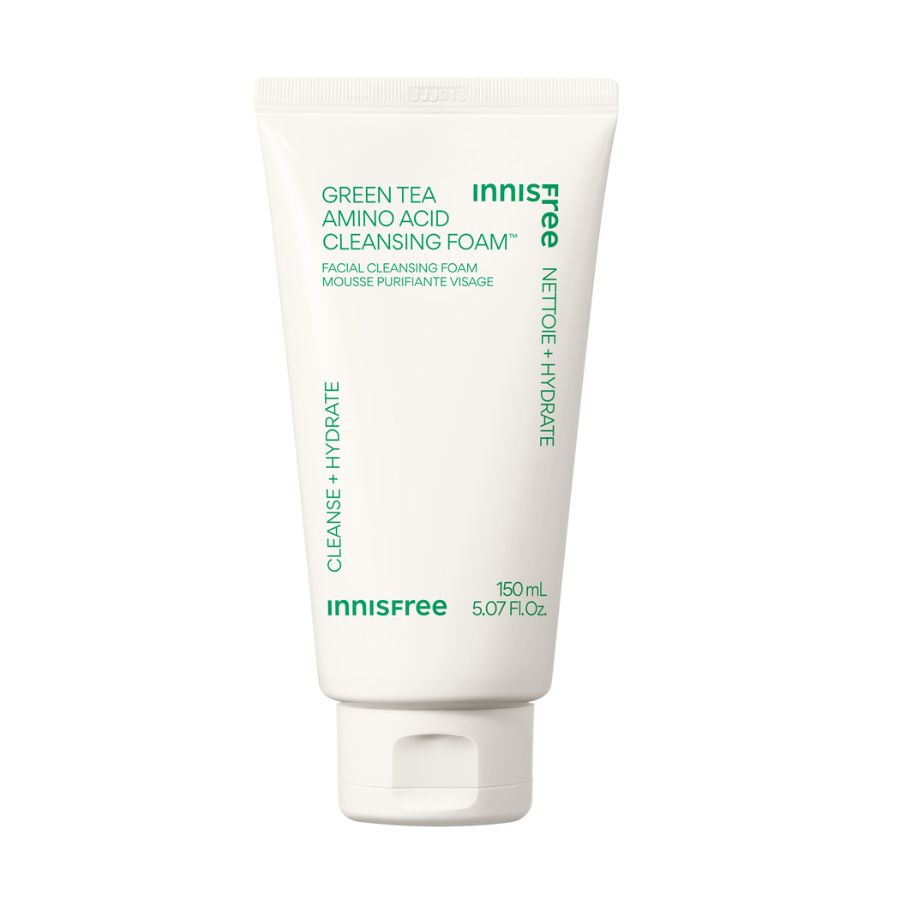 JJJ018
GREEN TEA
AMINO ACID
CLEANSING FOAM™
FACIAL CLEANSING FOAM
MOUSSE PURIFIANTE VISAGE
INNISFree
NETTOIE + HYDRATE
CLEANSE + HYDRATE
INNISFree
150 mL
5.07 Fl.Oz.